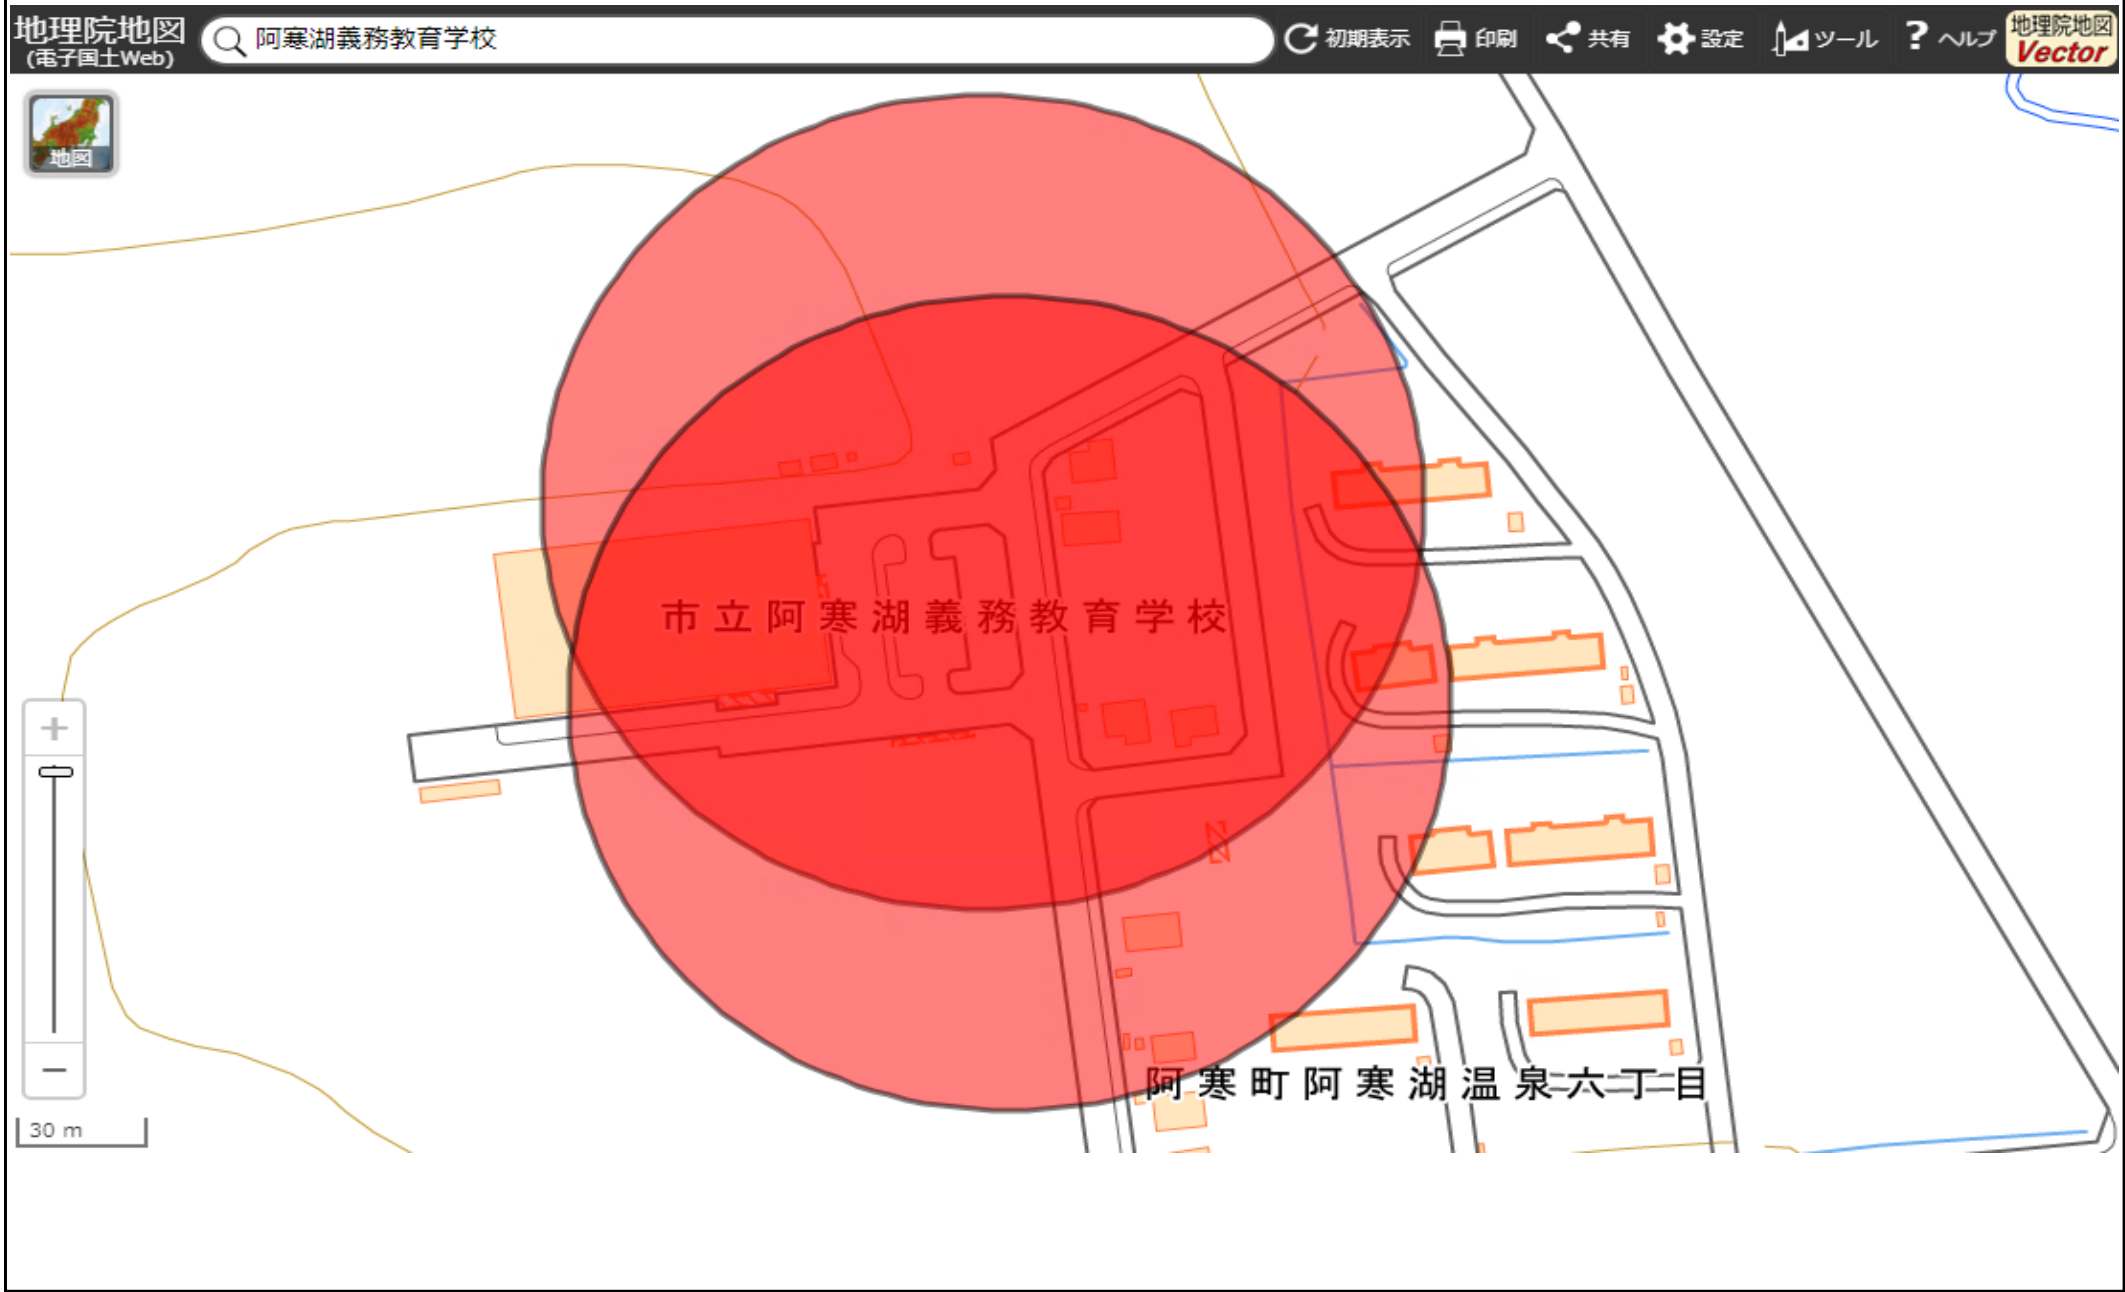 地理院地図
(電子国土Web)
阿寒湖義務教育学校
初期表示
印刷
共有
設定
ツール
? ヘルプ
地理院地図
Vector
地図
市立阿寒湖義務教育学校
+
−
30 m
阿寒町阿寒湖温泉六丁目